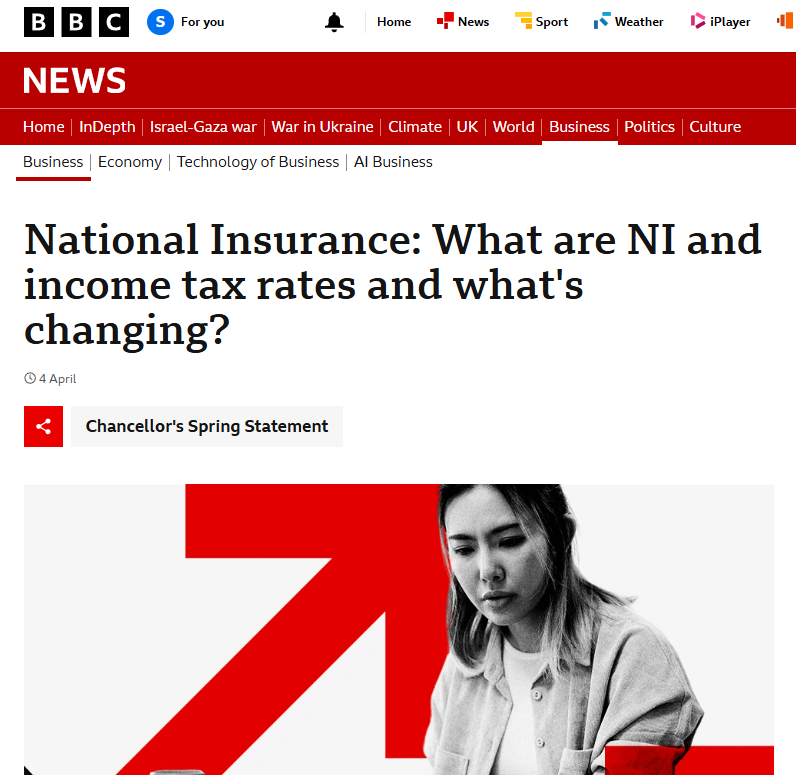 BBC S For you Home News Sport Weather iPlayer
NEWS
Home InDepth Israel-Gaza war War in Ukraine Climate UK World Business Politics Culture
Business Economy Technology of Business AI Business
National Insurance: What are NI and
income tax rates and what's
changing?
4 April
Chancellor's Spring Statement